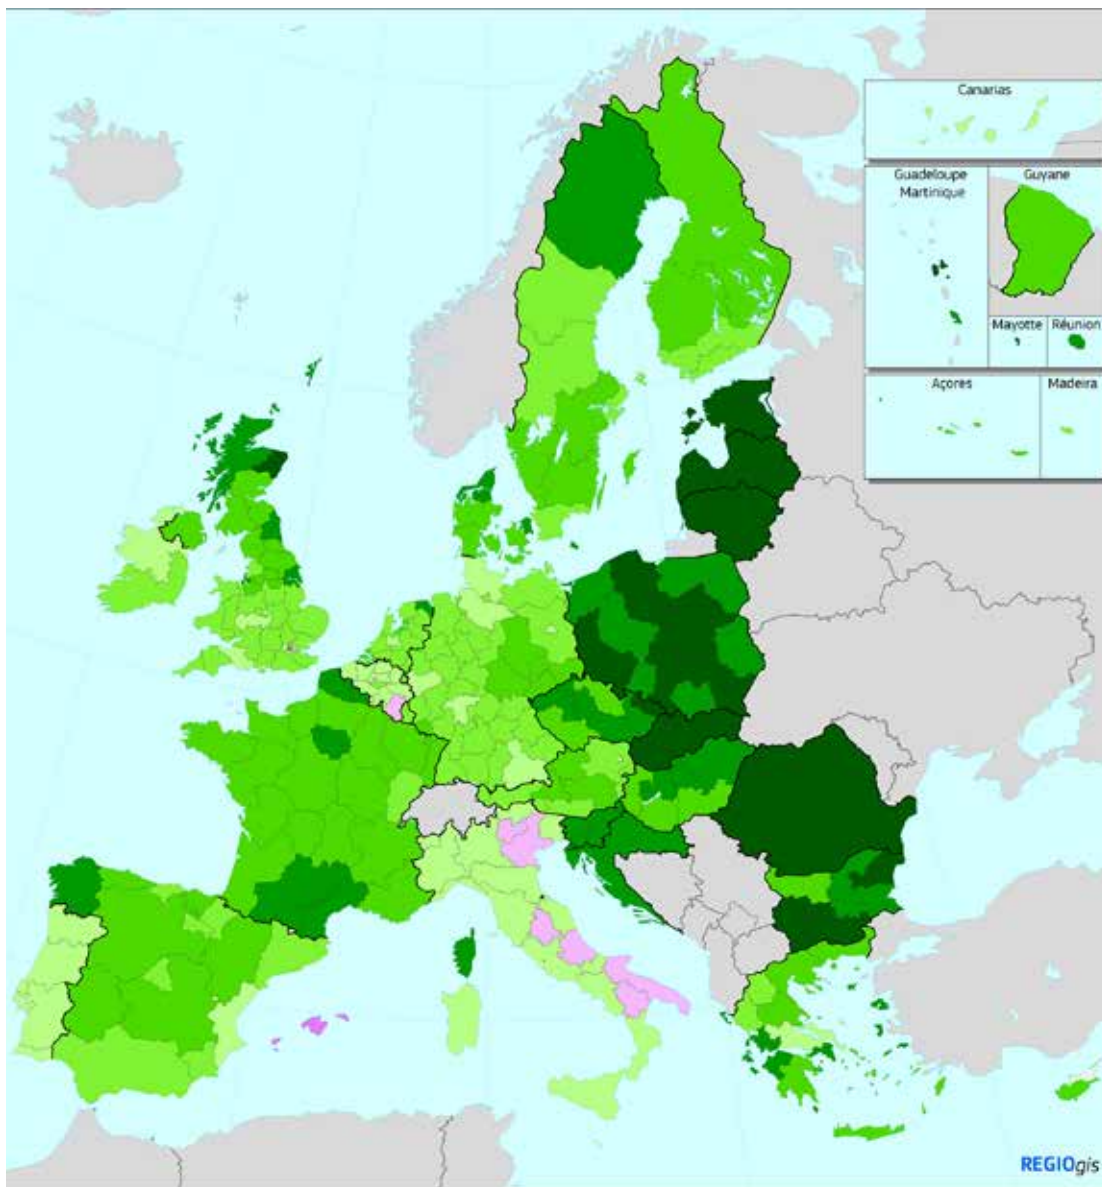 Canarias
Guadeloupe
Martinique
Guyane
Mayotte
Réunion
Açores
Madeira
REGIOgis